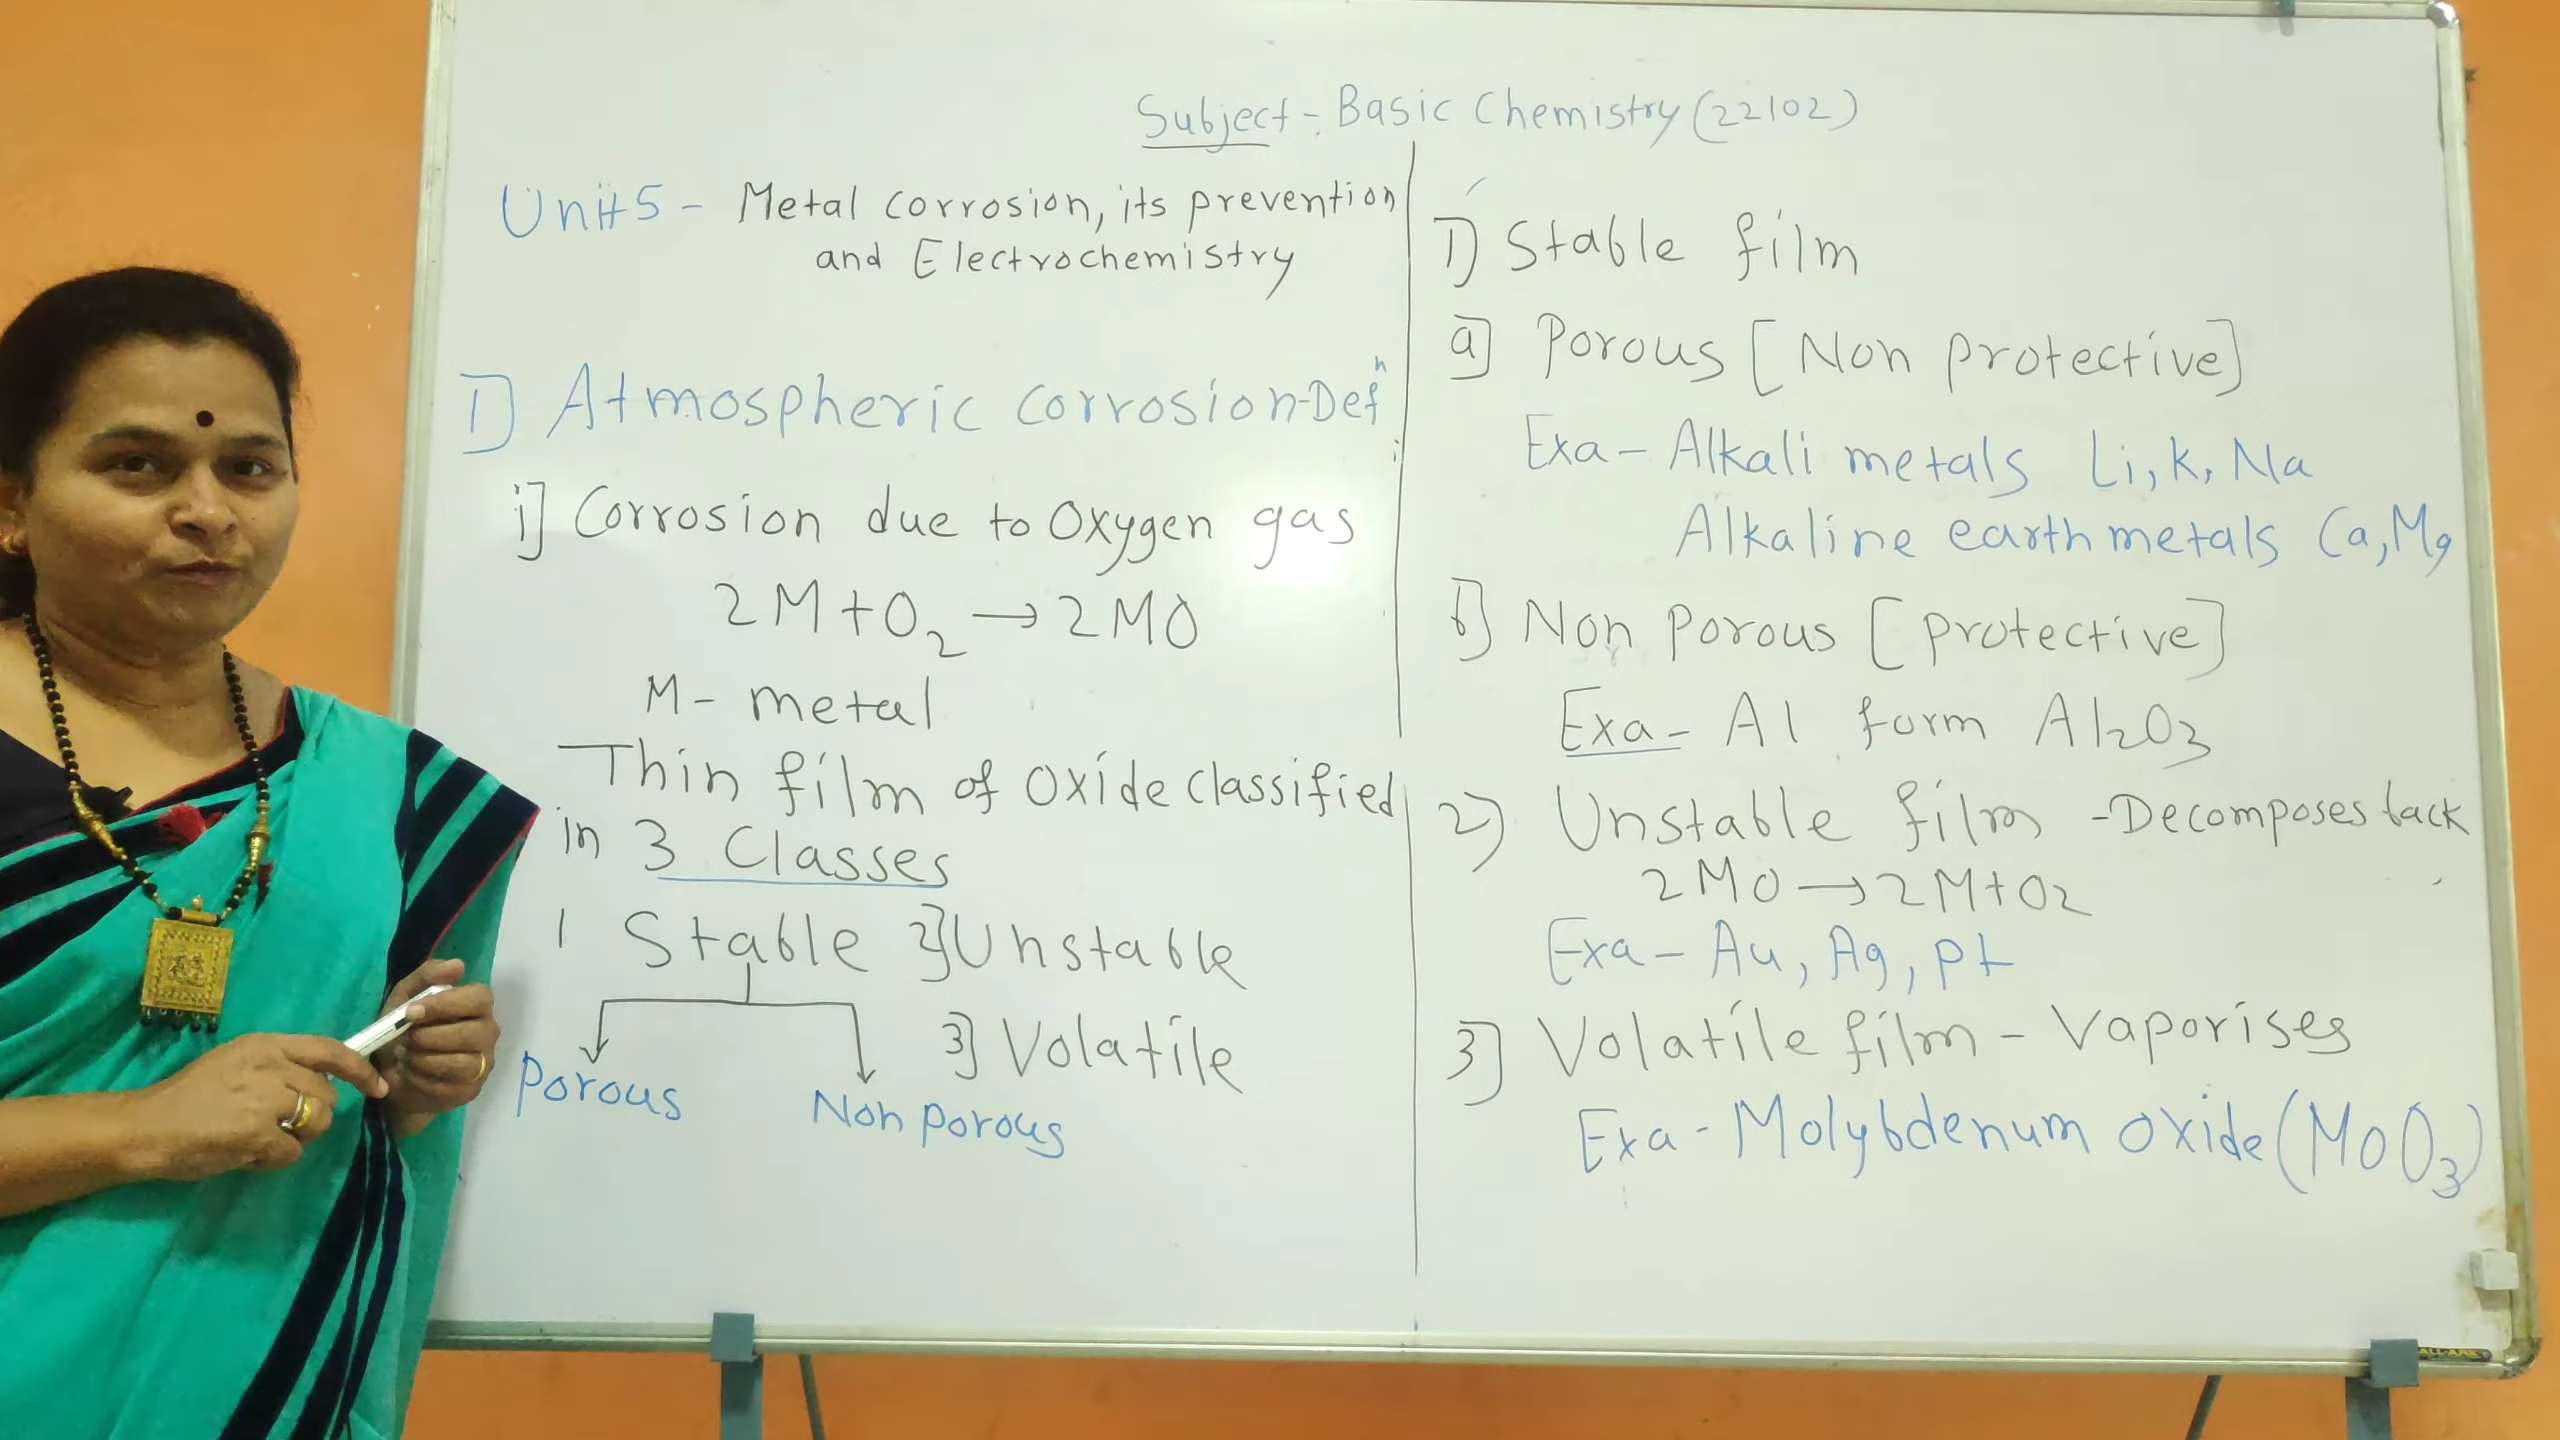 Subject - Basic Chemistry (22102)
Unit 5 - Metal corrosion, its prevention
and Electrochemistry
I) Atmospheric corrosion-Defn
i] Corrosion due to Oxygen gas
2M + O2 → 2MO
M - metal
Thin film of oxide classified
in 3 Classes
1 Stable 2] Unstable
3] Volatile
Porous
Non porous
1) Stable film
a] Porous [Non protective]
Exa - Alkali metals Li, K, Na
Alkaline earth metals Ca, Mg
b] Non Porous [protective]
Exa - Al form Al2O3
2) Unstable film - Decomposes back
2MO → 2M + O2
Exa - Au, Ag, Pt
3] Volatile film - Vaporises
Exa - Molybdenum oxide (MoO3)